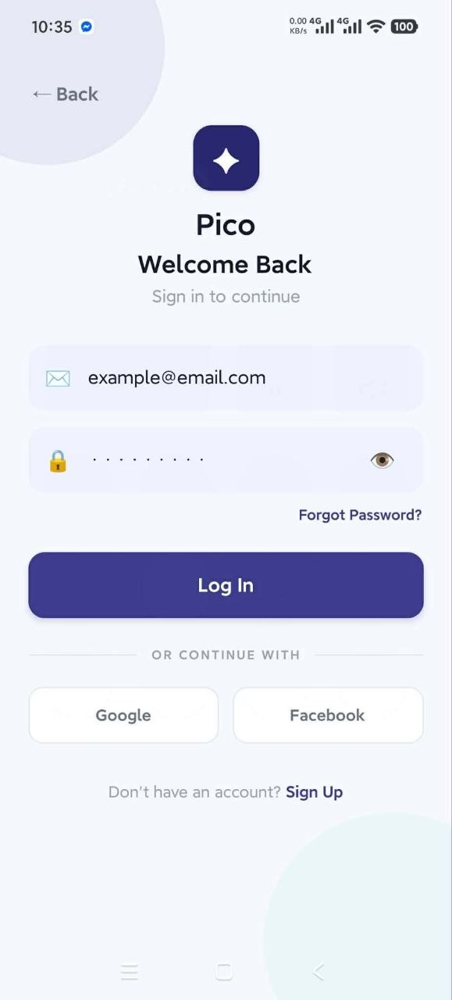 10:35 0.00 KB/s 4G 4G 100
← Back
Pico
Welcome Back
Sign in to continue
example@email.com
. . . . . . . . .
Forgot Password?
Log In
OR CONTINUE WITH
Google Facebook
Don't have an account? Sign Up